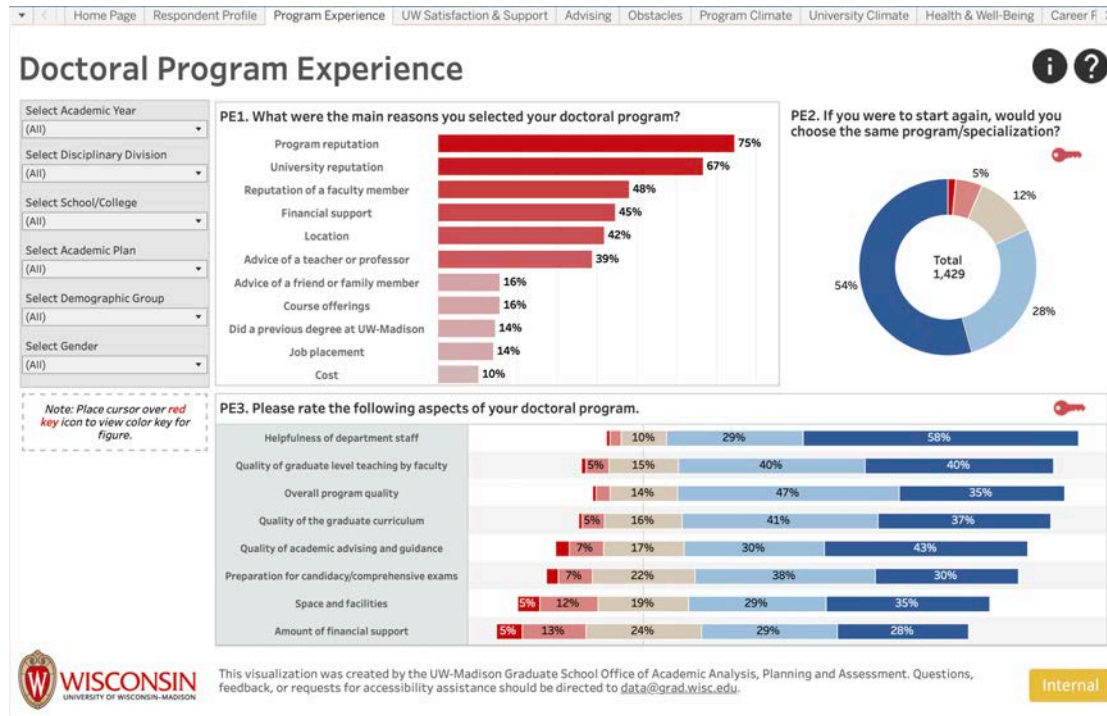 Home Page
Respondent Profile
Program Experience
UW Satisfaction & Support
Advising
Obstacles
Program Climate
University Climate
Health & Well-Being
Career
Doctoral Program Experience
Select Academic Year
(All)
Select Disciplinary Division
(All)
Select School/College
(All)
Select Academic Plan
(All)
Select Demographic Group
(All)
Select Gender
(All)
Note: Place cursor over red
key icon to view color key for
figure.
PE1. What were the main reasons you selected your doctoral program?
Program reputation 75%
University reputation 67%
Reputation of a faculty member 48%
Financial support 45%
Location 42%
Advice of a teacher or professor 39%
Advice of a friend or family member 16%
Course offerings 16%
Did a previous degree at UW-Madison 14%
Job placement 14%
Cost 10%
PE2. If you were to start again, would you
choose the same program/specialization?
5%
12%
28%
54%
Total
1,429
PE3. Please rate the following aspects of your doctoral program.
Helpfulness of department staff 10% 29% 58%
Quality of graduate level teaching by faculty 5% 15% 40% 40%
Overall program quality 14% 47% 35%
Quality of the graduate curriculum 5% 16% 41% 37%
Quality of academic advising and guidance 7% 17% 30% 43%
Preparation for candidacy/comprehensive exams 7% 22% 38% 30%
Space and facilities 5% 12% 19% 29% 35%
Amount of financial support 5% 13% 24% 29% 28%
W
WISCONSIN
UNIVERSITY OF WISCONSIN-MADISON
This visualization was created by the UW-Madison Graduate School Office of Academic Analysis, Planning and Assessment. Questions,
feedback, or requests for accessibility assistance should be directed to data@grad.wisc.edu.
Internal